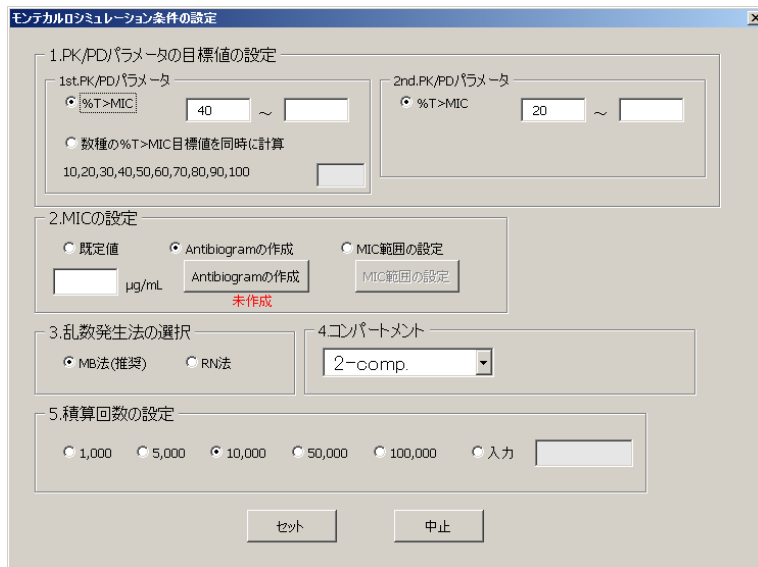 モンテカルロシミュレーション条件の設定
1.PK/PDパラメータの目標値の設定
1st.PK/PDパラメータ
%T>MIC 40 ～
数種の%T>MIC目標値を同時に計算
10,20,30,40,50,60,70,80,90,100
2nd.PK/PDパラメータ
%T>MIC 20 ～
2.MICの設定
既定値 Antibiogramの作成 MIC範囲の設定
μg/mL Antibiogramの作成 MIC範囲の設定
未作成
3.乱数発生法の選択
MB法(推奨) RN法
4.コンパートメント
2-comp.
5.積算回数の設定
1,000 5,000 10,000 50,000 100,000 入力
セット 中止